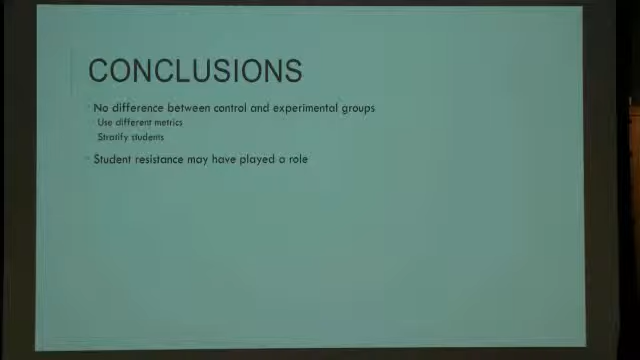 CONCLUSIONS
No difference between control and experimental groups
Use different metrics
Stratify students
Student resistance may have played a role